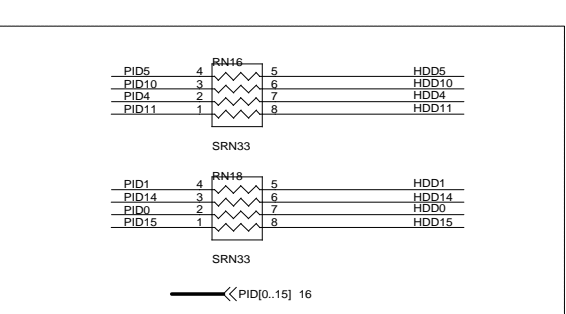 RN16
PID5 4 5 HDD5
PID10 3 6 HDD10
PID4 2 7 HDD4
PID11 1 8 HDD11
SRN33
RN18
PID1 4 5 HDD1
PID14 3 6 HDD14
PID0 2 7 HDD0
PID15 1 8 HDD15
SRN33
PID[0..15] 16